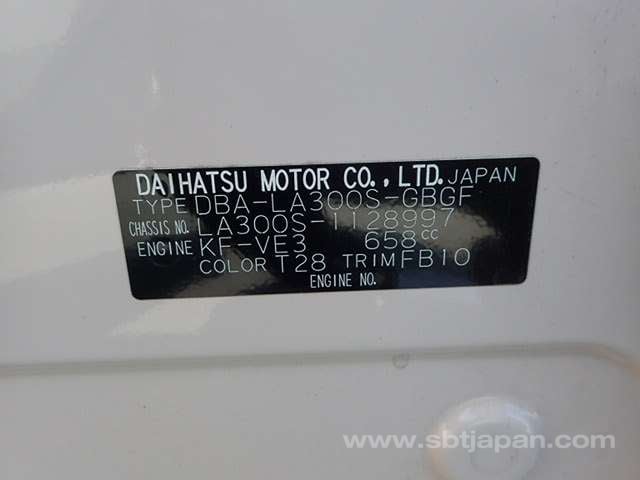 DAIHATSU MOTOR CO., LTD. JAPAN
TYPE DBA-LA300S-GBGF
CHASSIS NO. LA300S-1128997
ENGINE KF-VE3 658cc
COLOR T28 TRIM FB10
ENGINE NO.
www.sbtjapan.com